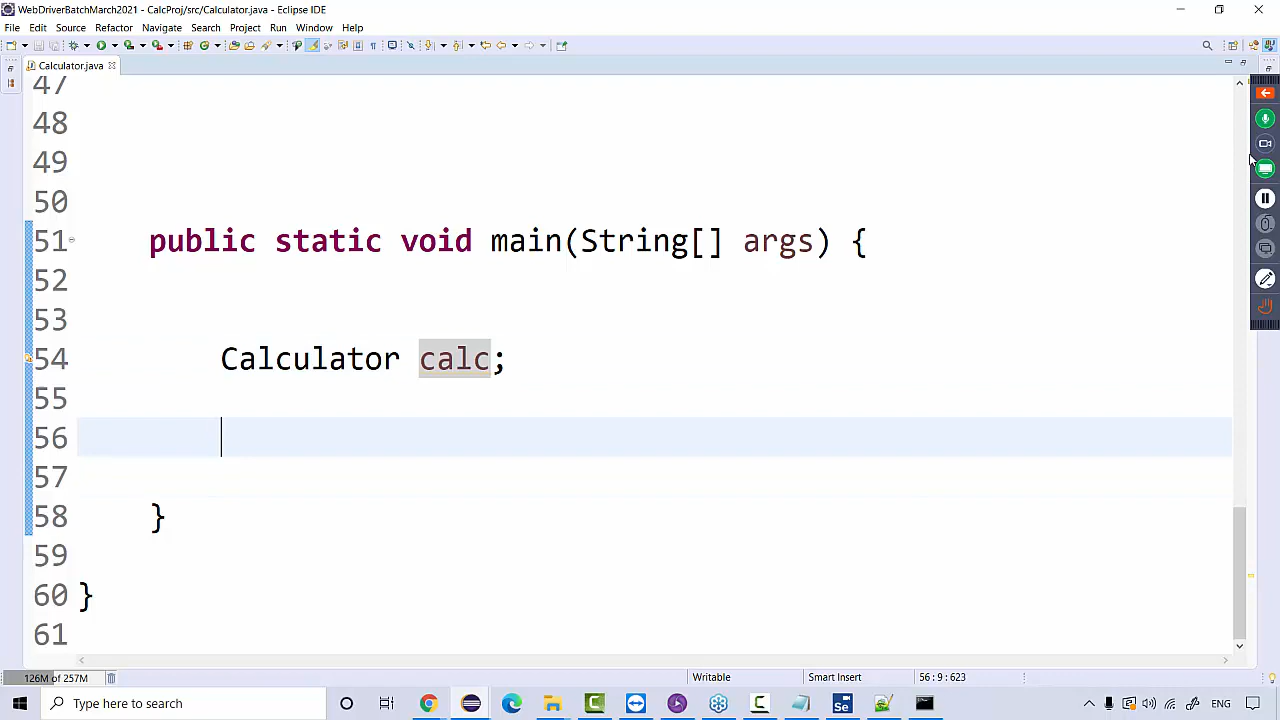 WebDriverBatchMarch2021 - CalcProj/src/Calculator.java - Eclipse IDE
File Edit Source Refactor Navigate Search Project Run Window Help
Calculator.java
47
48
49
50
51 public static void main(String[] args) {
52
53
54 Calculator calc;
55
56
57
58 }
59
60 }
61
126M of 257M Writable Smart Insert 56 : 9 : 623
Type here to search Se ENG